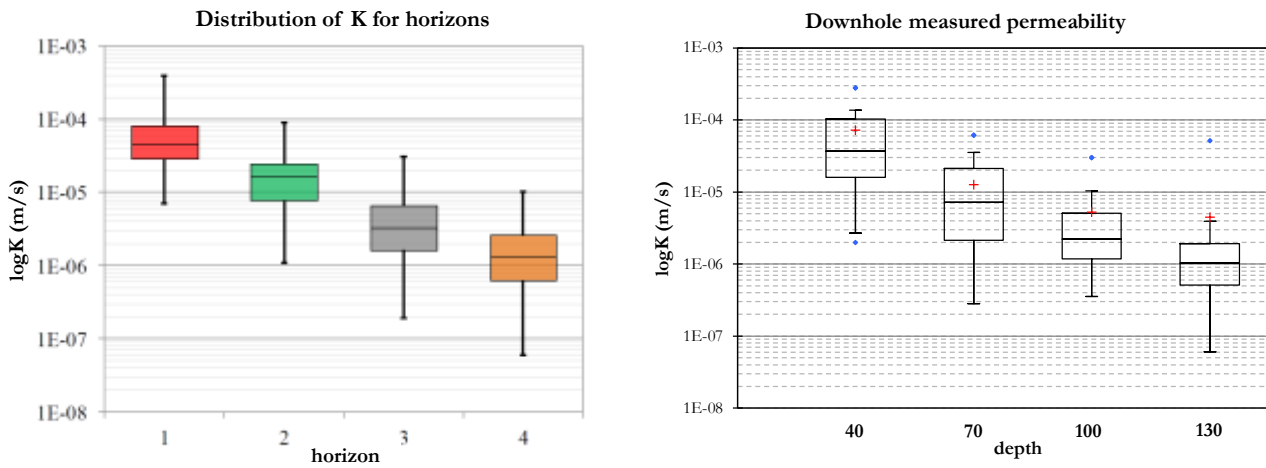 Distribution of K for horizons
1E-03
1E-04
1E-05
1E-06
1E-07
1E-08
logK (m/s)
1 2 3 4
horizon
Downhole measured permeability
1E-03
1E-04
1E-05
1E-06
1E-07
1E-08
logK (m/s)
40 70 100 130
depth